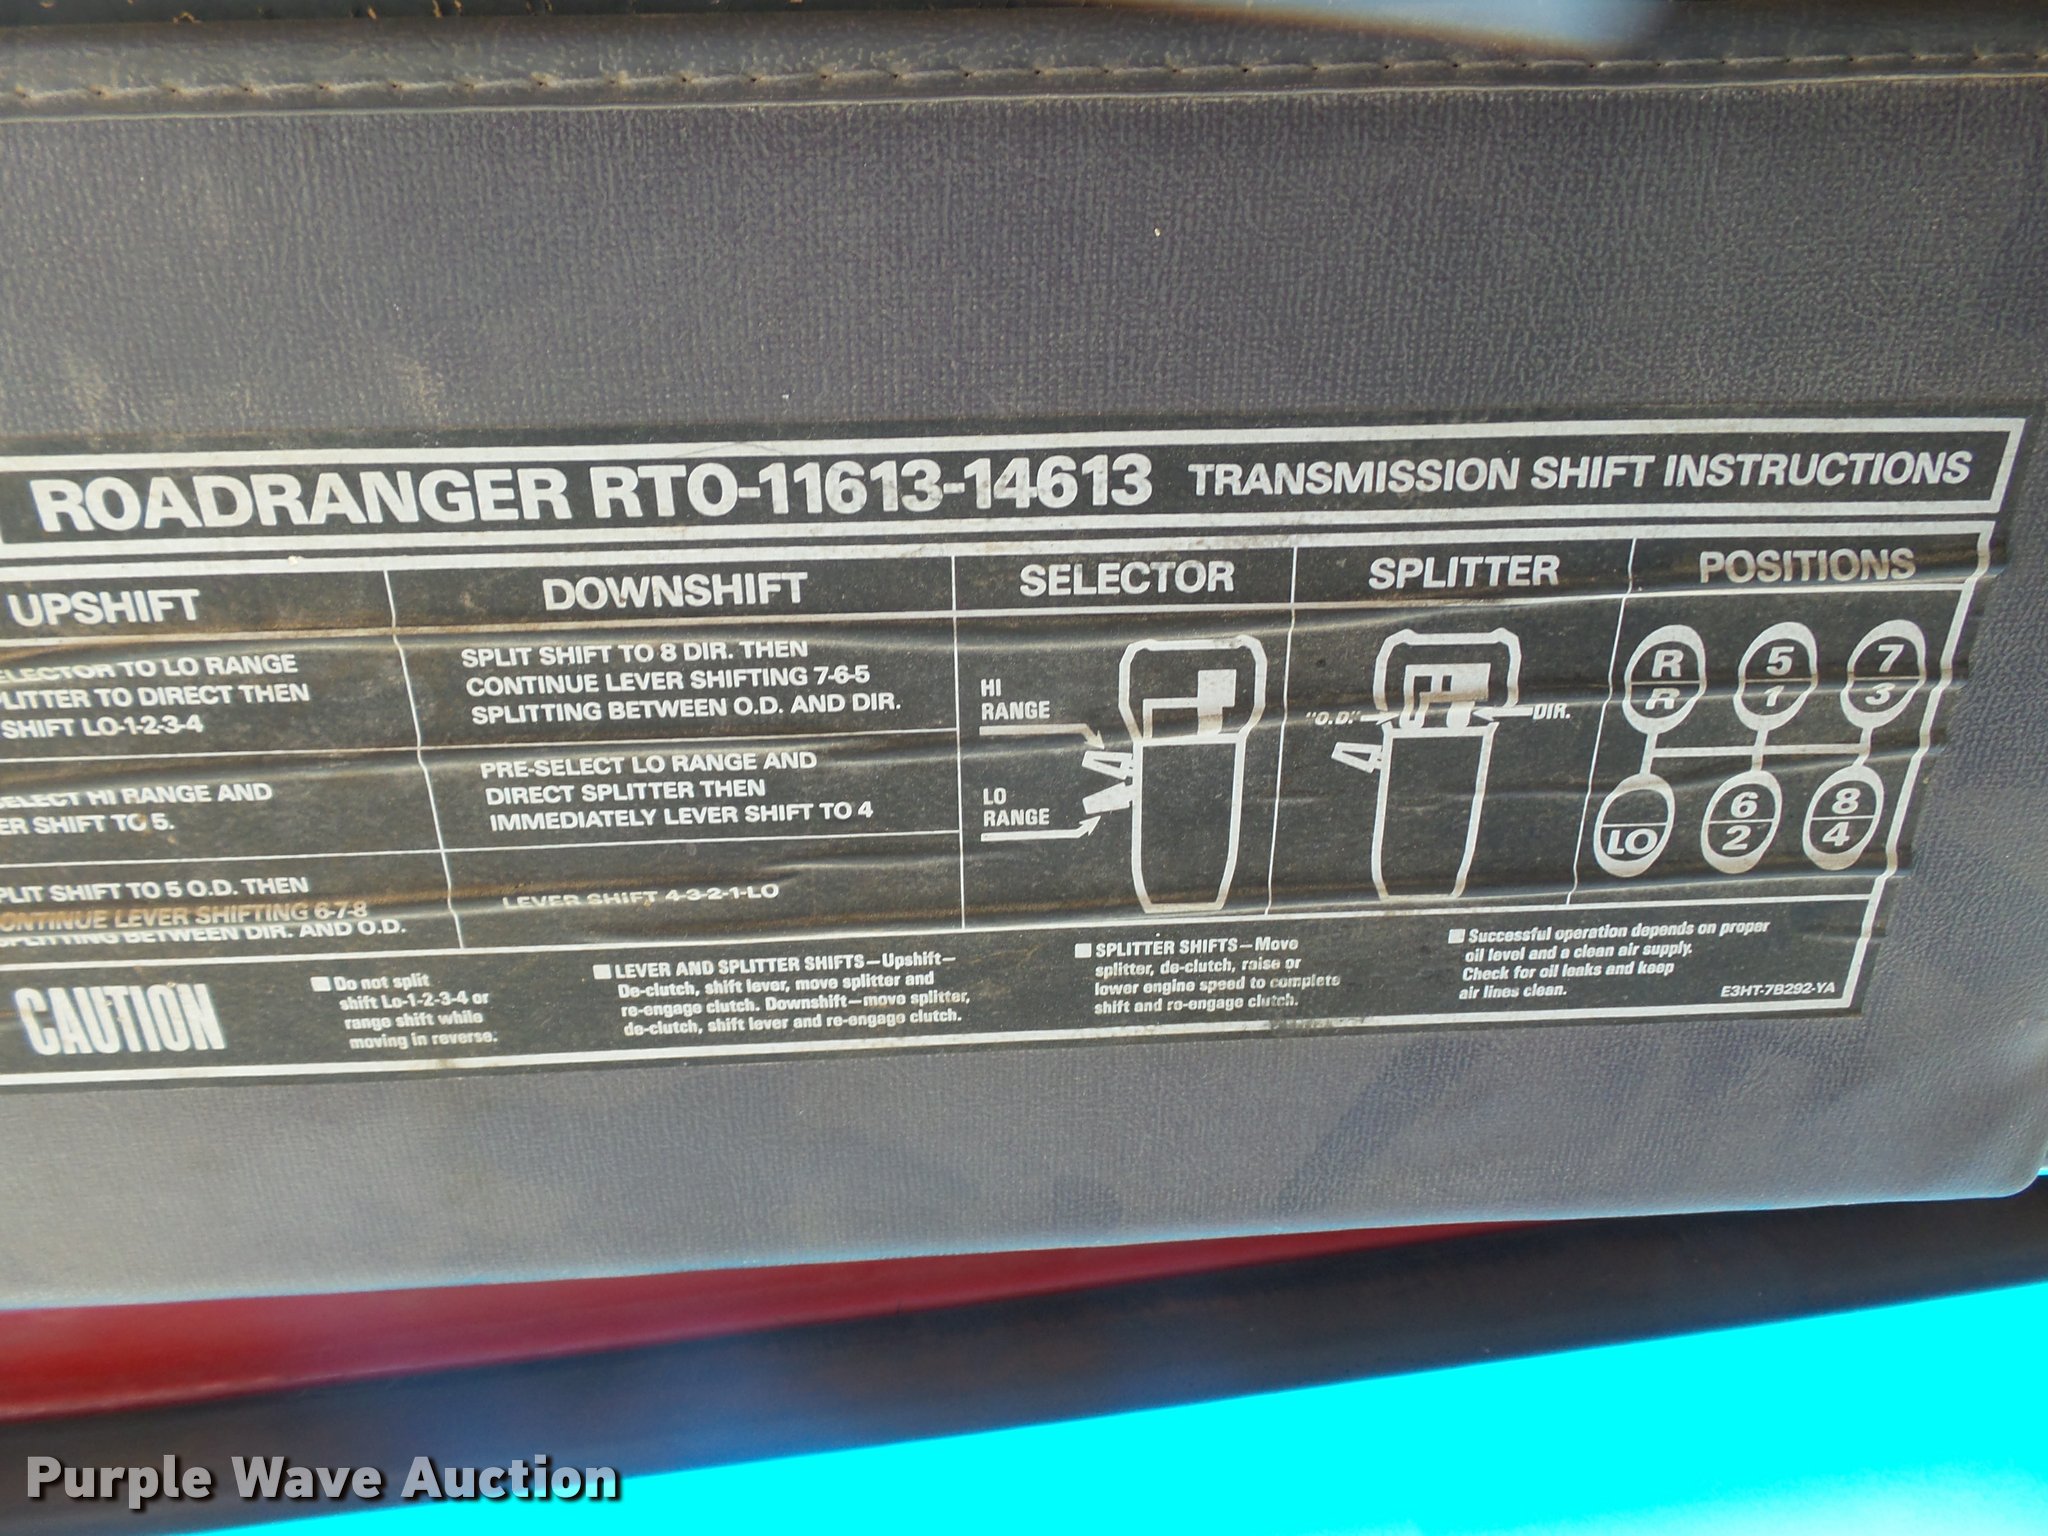 ROADRANGER RTO-11613-14613 TRANSMISSION SHIFT INSTRUCTIONS
UPSHIFT
ELECTOR TO LO RANGE
PLITTER TO DIRECT THEN
SHIFT LO-1-2-3-4
ELECT HI RANGE AND
ER SHIFT TO 5.
PLIT SHIFT TO 5 O.D. THEN
ONTINUE LEVER SHIFTING 6-7-8
SPLITTING BETWEEN DIR. AND O.D.
DOWNSHIFT
SPLIT SHIFT TO 8 DIR. THEN
CONTINUE LEVER SHIFTING 7-6-5
SPLITTING BETWEEN O.D. AND DIR.
PRE-SELECT LO RANGE AND
DIRECT SPLITTER THEN
IMMEDIATELY LEVER SHIFT TO 4
LEVER SHIFT 4-3-2-1-LO
SELECTOR
HI
RANGE
LO
RANGE
SPLITTER
"O.D."
DIR.
POSITIONS
R 5 7
R 1 3
6 8
LO 2 4
CAUTION
■ Do not split
shift Lo-1-2-3-4 or
range shift while
moving in reverse.
■ LEVER AND SPLITTER SHIFTS—Upshift—
De-clutch, shift lever, move splitter and
re-engage clutch. Downshift—move splitter,
de-clutch, shift lever and re-engage clutch.
■ SPLITTER SHIFTS—Move
splitter, de-clutch, raise or
lower engine speed to complete
shift and re-engage clutch.
■ Successful operation depends on proper
oil level and a clean air supply.
Check for oil leaks and keep
air lines clean.
E3HT-7B292-YA
Purple Wave Auction